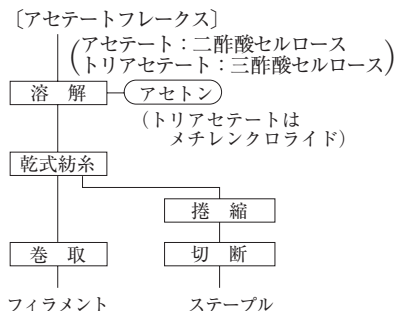 〔アセテートフレークス〕
(アセテート：二酢酸セルロース
トリアセテート：三酢酸セルロース)
溶　解
アセトン
(トリアセテートは
メチレンクロライド)
乾式紡糸
捲　縮
巻　取
切　断
フィラメント
ステープル